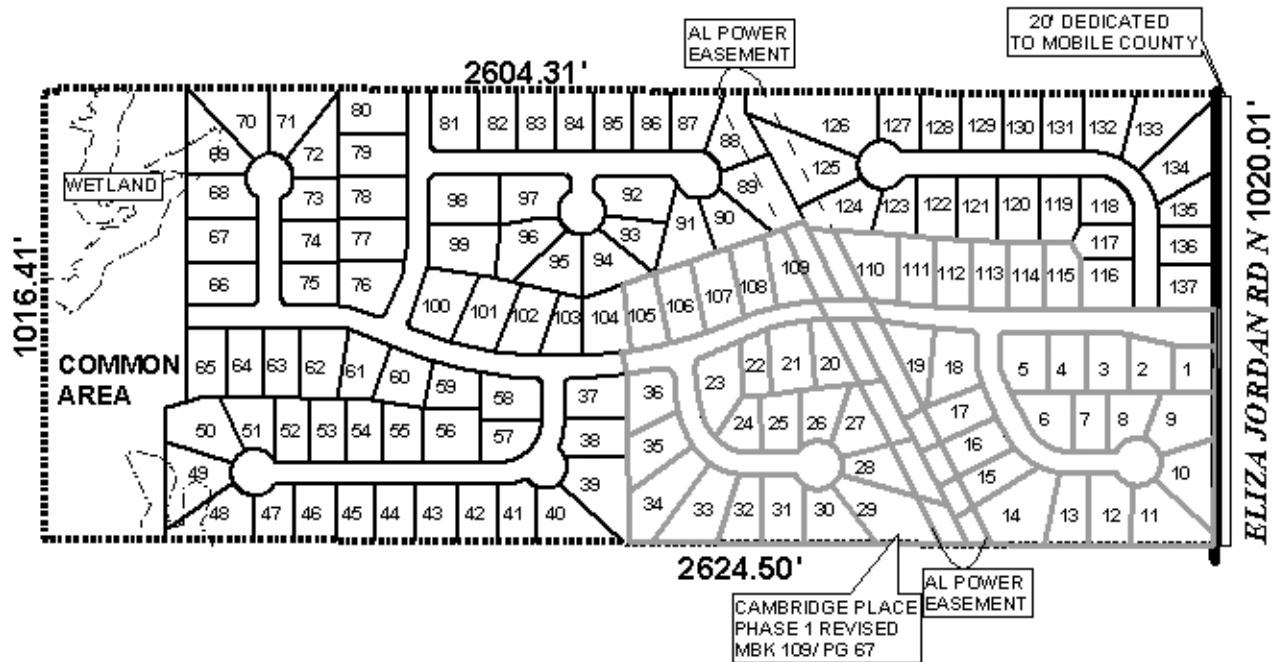 20' DEDICATED
TO MOBILE COUNTY
AL POWER
EASEMENT
2604.31'
ELIZA JORDAN RD N 1020.01'
1016.41'
WETLAND
COMMON
AREA
70 71 80 81 82 83 84 85 86 87 88 126 127 128 129 130 131 132 133
69 72 79 125 134
68 73 78 98 97 92 89 124 123 122 121 120 119 118 135
67 74 77 99 96 93 91 90 117 136
66 75 76 95 94 109 110 111 112 113 114 115 116 137
100 101 102 103 104 105 106 107 108
65 64 63 62 61 60 59 58 37 36 23 22 21 20 19 18 5 4 3 2 1
50 51 52 53 54 55 56 57 38 35 24 25 26 27 17 16 6 7 8 9
49 39 34 28 15 10
48 47 46 45 44 43 42 41 40 33 32 31 30 29 14 13 12 11
2624.50'
AL POWER
EASEMENT
CAMBRIDGE PLACE
PHASE 1 REVISED
MBK 109/ PG 67